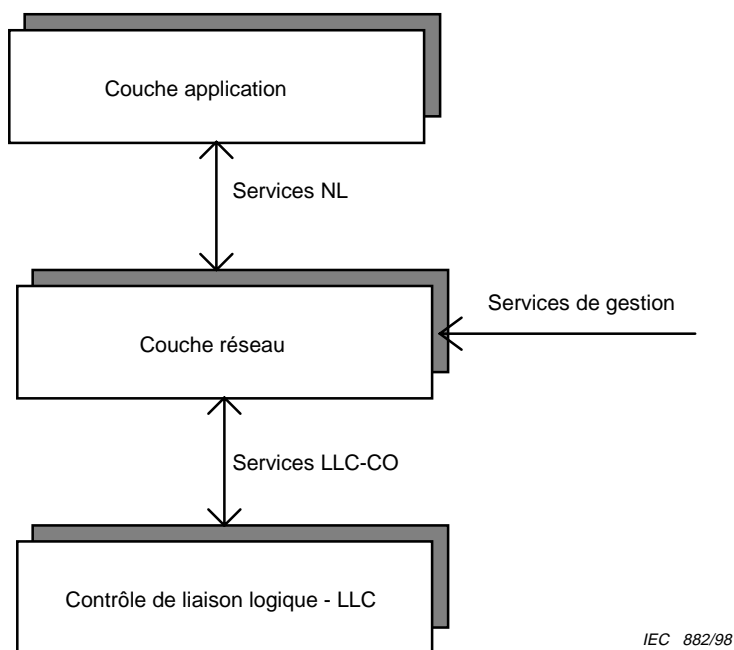 Couche application
Services NL
Services de gestion
Couche réseau
Services LLC-CO
Contrôle de liaison logique - LLC
IEC 882/98